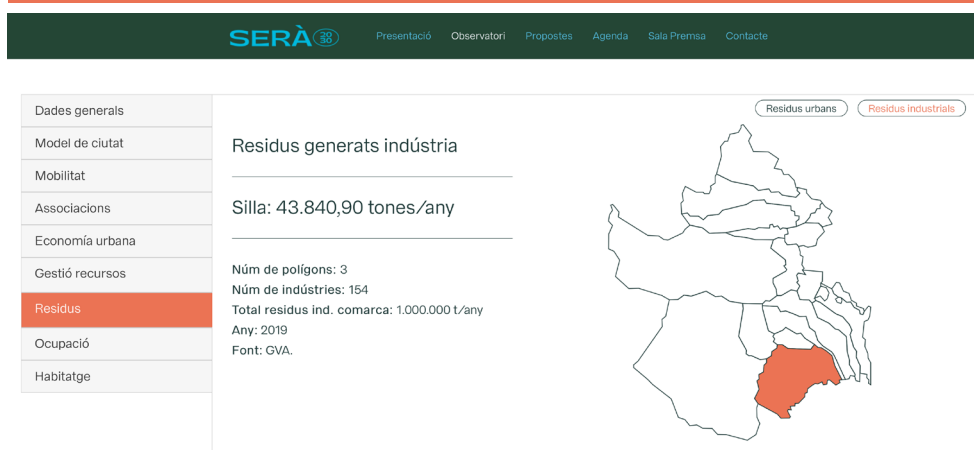 SERÀ 2030
Presentació Observatori Propostes Agenda Sala Premsa Contacte
Dades generals
Model de ciutat
Mobilitat
Associacions
Economía urbana
Gestió recursos
Residus
Ocupació
Habitatge
Residus urbans Residus industrials
Residus generats indústria
Silla: 43.840,90 tones/any
Núm de polígons: 3
Núm de indústries: 154
Total residus ind. comarca: 1.000.000 t/any
Any: 2019
Font: GVA.